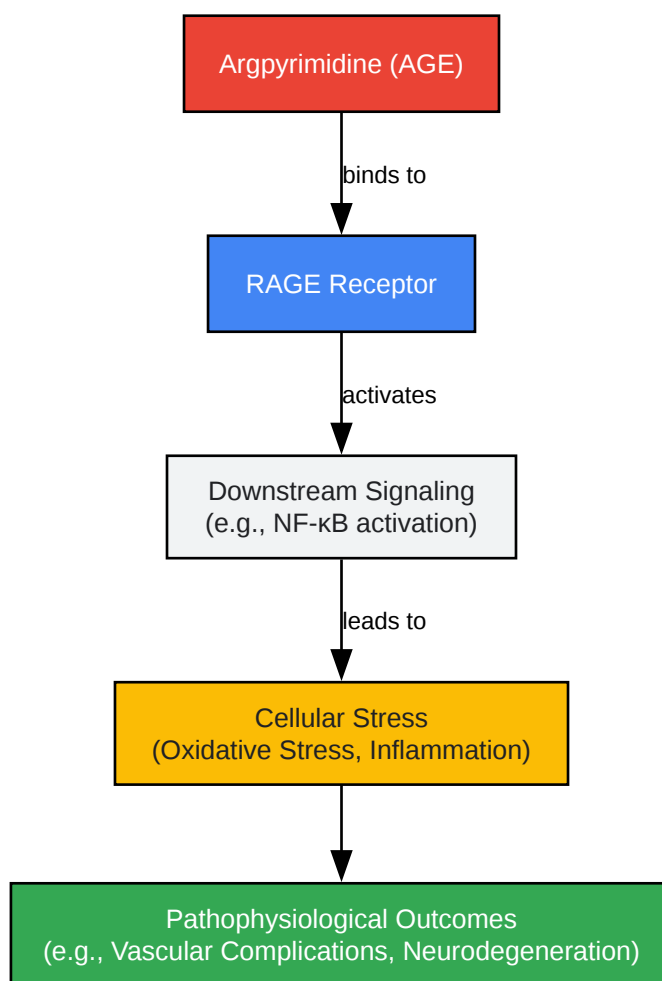 Argpyrimidine (AGE)
binds to
RAGE Receptor
activates
Downstream Signaling
(e.g., NF-κB activation)
leads to
Cellular Stress
(Oxidative Stress, Inflammation)
Pathophysiological Outcomes
(e.g., Vascular Complications, Neurodegeneration)